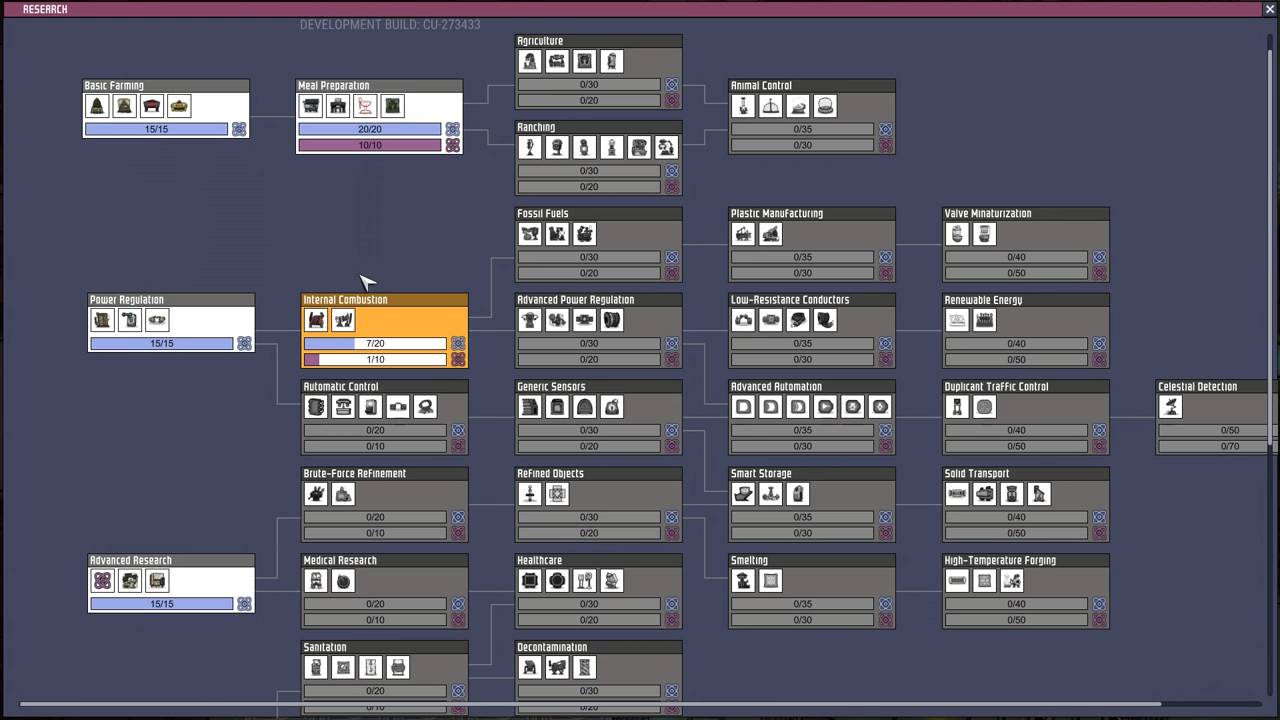 RESEARCH
DEVELOPMENT BUILD: CU-273433
Agriculture
0/30
0/20
Basic Farming
15/15
Meal Preparation
20/20
10/10
Animal Control
0/35
0/30
Ranching
0/30
0/20
Fossil Fuels
0/30
0/20
Plastic Manufacturing
0/35
0/30
Valve Minaturization
0/40
0/50
Power Regulation
15/15
Internal Combustion
7/20
1/10
Advanced Power Regulation
0/30
0/20
Low-Resistance Conductors
0/35
0/30
Renewable Energy
0/40
0/50
Automatic Control
0/20
0/10
Generic Sensors
0/30
0/20
Advanced Automation
0/35
0/30
Duplicant Traffic Control
0/40
0/50
Celestial Detection
0/50
0/70
Brute-Force Refinement
0/20
0/10
Refined Objects
0/30
0/20
Smart Storage
0/35
0/30
Solid Transport
0/40
0/50
Advanced Research
15/15
Medical Research
0/20
0/10
Healthcare
0/30
0/20
Smelting
0/35
0/30
High-Temperature Forging
0/40
0/50
Sanitation
0/20
0/10
Decontamination
0/30
0/20